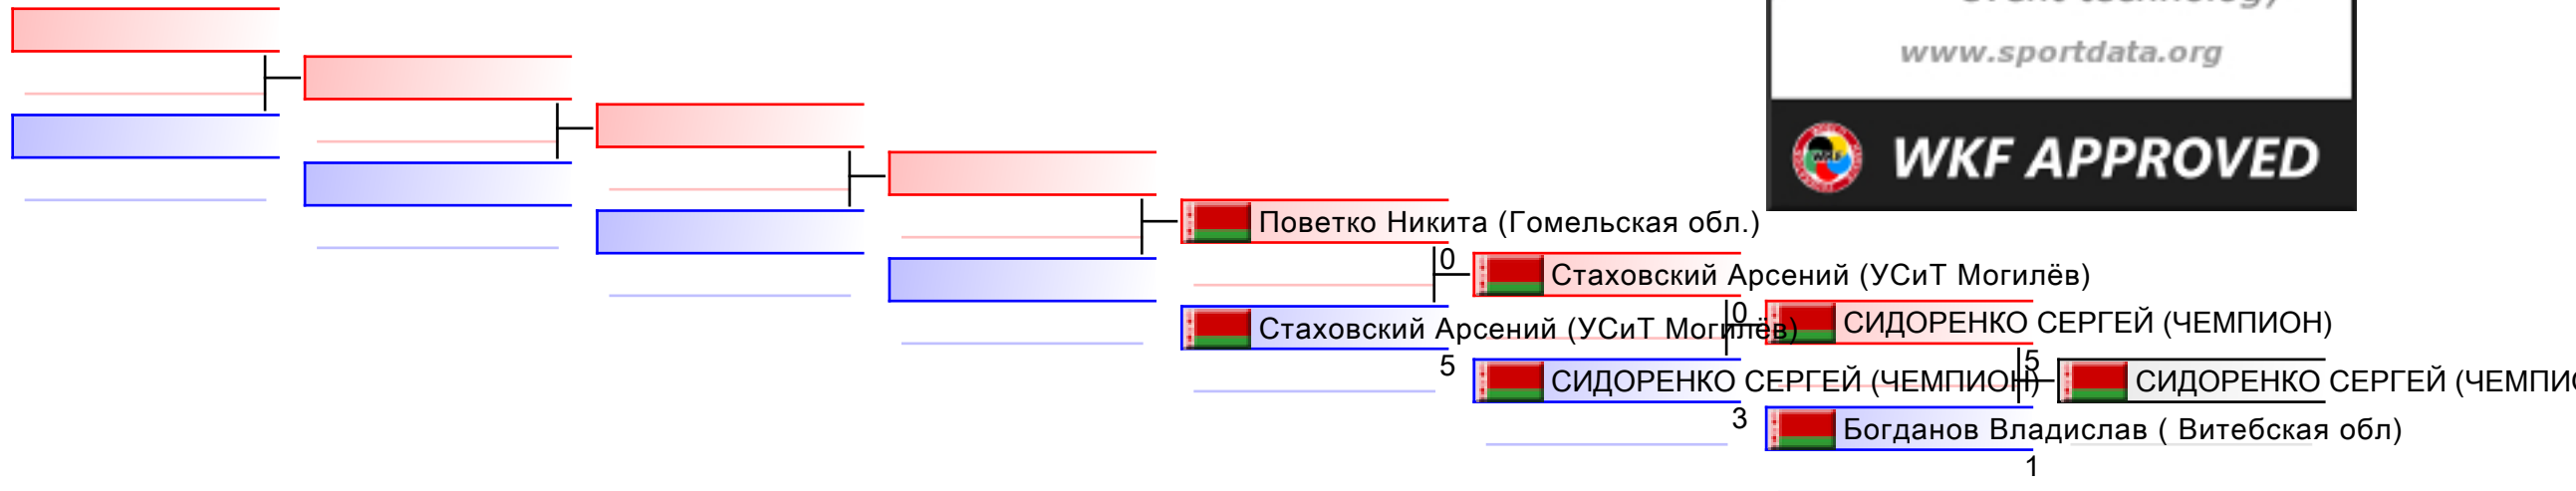 www.sportdata.org
WKF APPROVED
Поветко Никита (Гомельская обл.)
0
Стаховский Арсений (УСиТ Могилёв)
Стаховский Арсений (УСиТ Могилёв)
0
СИДОРЕНКО СЕРГЕЙ (ЧЕМПИОН)
5
СИДОРЕНКО СЕРГЕЙ (ЧЕМПИОН)
5
СИДОРЕНКО СЕРГЕЙ (ЧЕМПИ
3
Богданов Владислав ( Витебская обл)
1